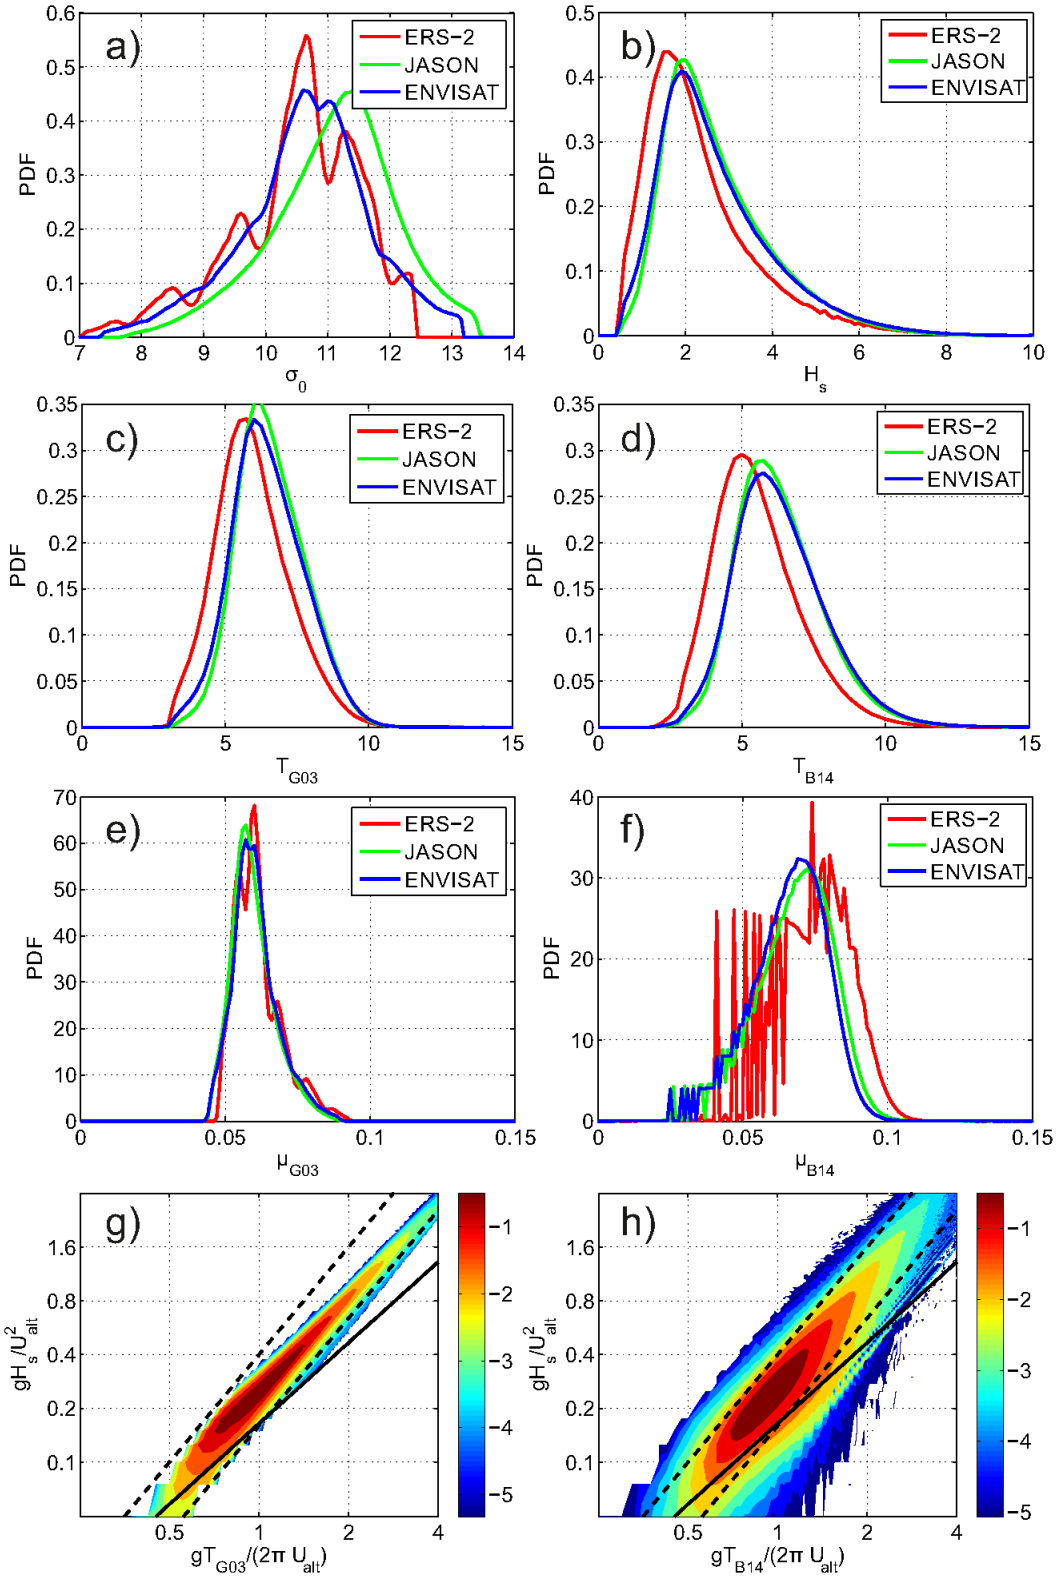 a)
ERS−2
JASON
ENVISAT
PDF
0.6
0.5
0.4
0.3
0.2
0.1
0
7 8 9 10 11 12 13 14
σ0
b)
ERS−2
JASON
ENVISAT
PDF
0.5
0.4
0.3
0.2
0.1
0
0 2 4 6 8 10
Hs
c)
ERS−2
JASON
ENVISAT
PDF
0.35
0.3
0.25
0.2
0.15
0.1
0.05
0
0 5 10 15
TG03
d)
ERS−2
JASON
ENVISAT
PDF
0.35
0.3
0.25
0.2
0.15
0.1
0.05
0
0 5 10 15
TB14
e)
ERS−2
JASON
ENVISAT
PDF
70
60
50
40
30
20
10
0
0 0.05 0.1 0.15
μG03
f)
ERS−2
JASON
ENVISAT
PDF
40
30
20
10
0
0 0.05 0.1 0.15
μB14
g)
gHs/U²alt
1.6
0.8
0.4
0.2
0.1
0.5 1 2 4
gTG03/(2π Ualt)
−1
−2
−3
−4
−5
h)
gHs/U²alt
1.6
0.8
0.4
0.2
0.1
0.5 1 2 4
gTB14/(2π Ualt)
−1
−2
−3
−4
−5